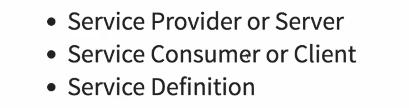 • Service Provider or Server
• Service Consumer or Client
• Service Definition